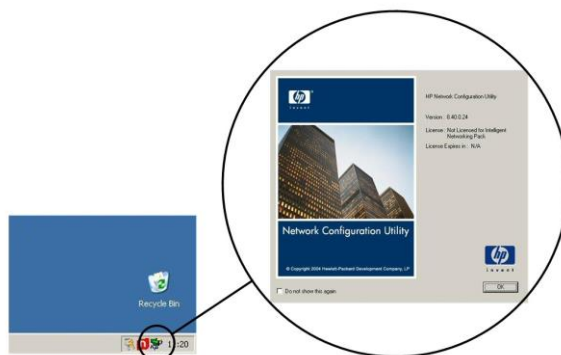 hp
HP Network Configuration Utility
Version : 8.40.0.24
License : Not Licensed for Intelligent
Networking Pack
License Expires in : N/A
Network Configuration Utility
© Copyright 2004 Hewlett-Packard Development Company, LP
hp
invent
Do not show this again
OK
Recycle Bin